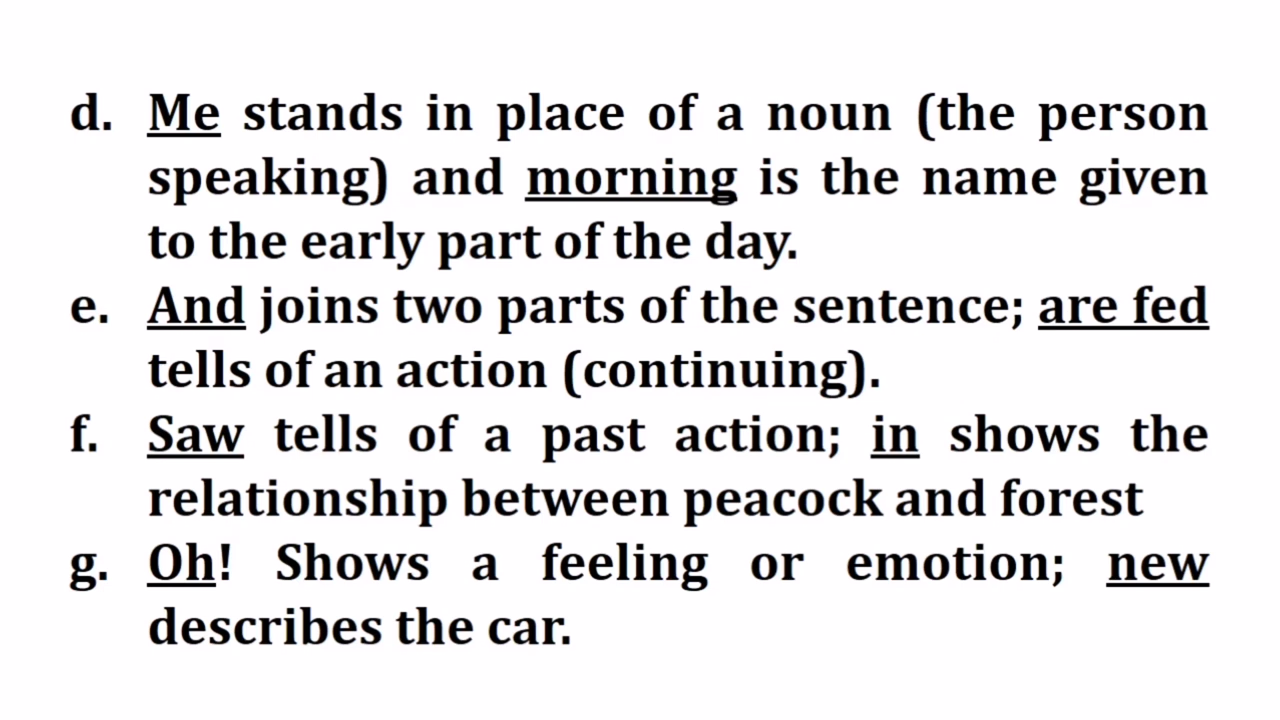 d. Me stands in place of a noun (the person
speaking) and morning is the name given
to the early part of the day.
e. And joins two parts of the sentence; are fed
tells of an action (continuing).
f. Saw tells of a past action; in shows the
relationship between peacock and forest
g. Oh! Shows a feeling or emotion; new
describes the car.